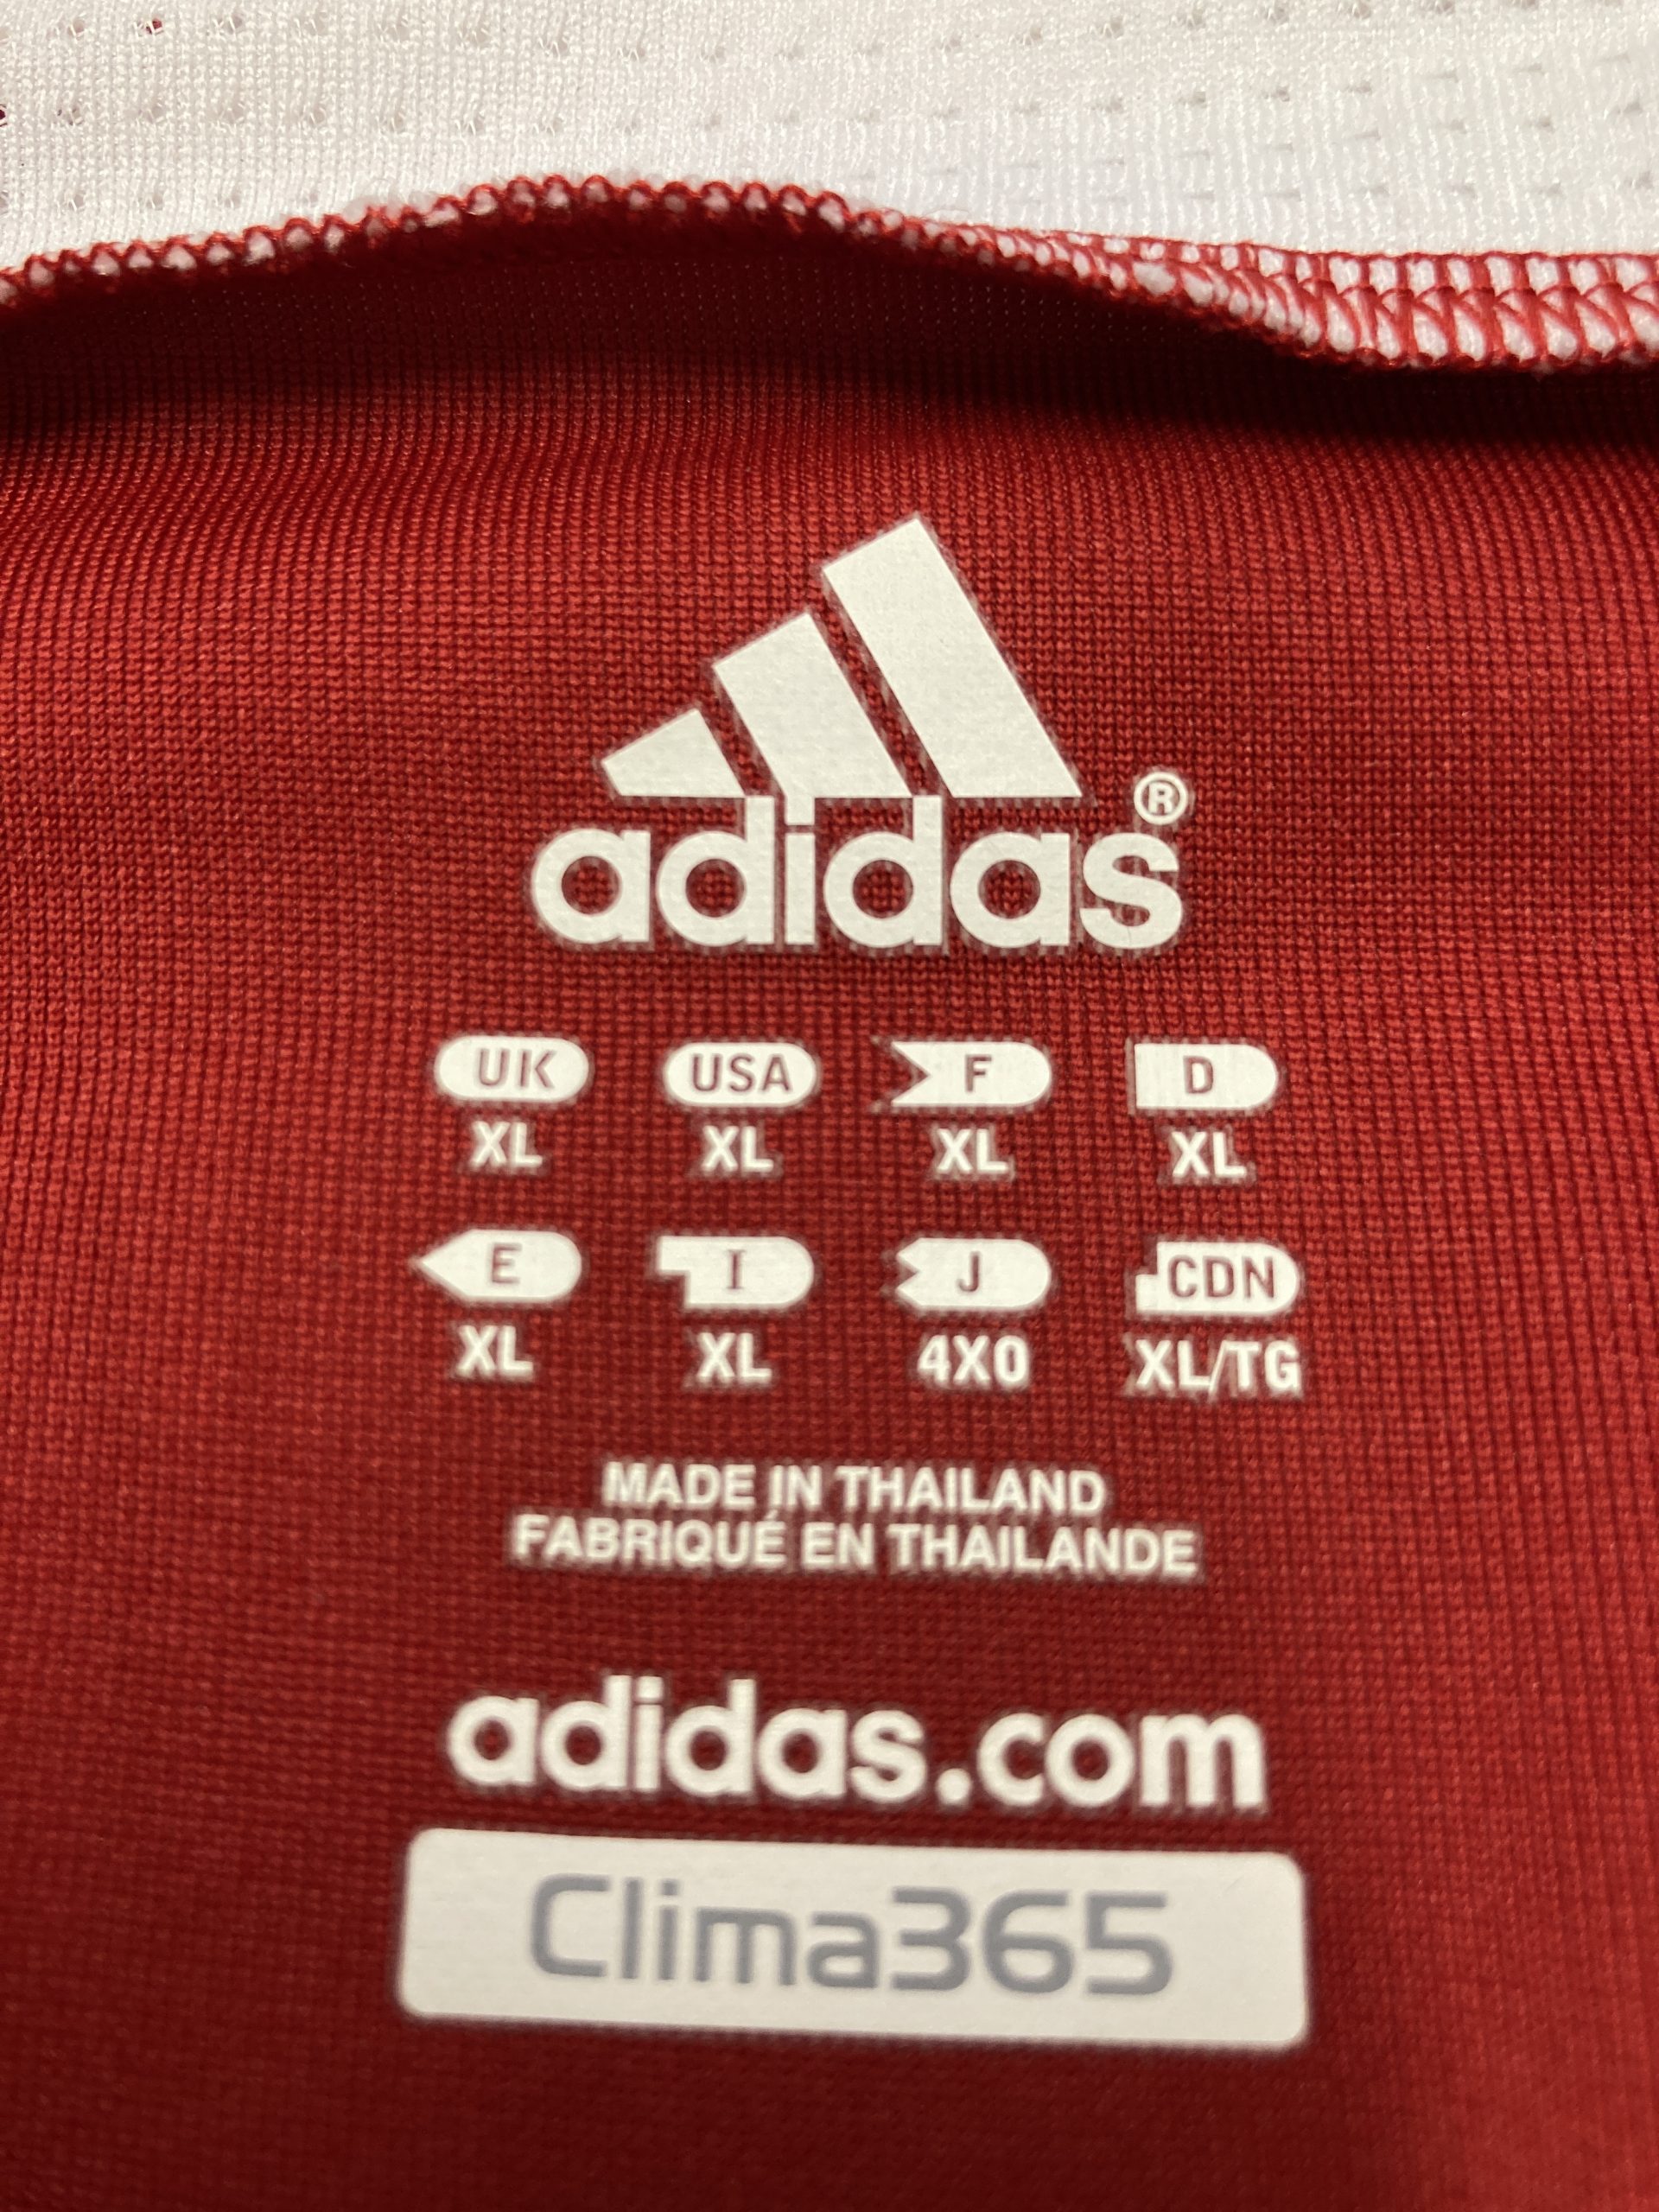 adidas®
UK USA F D
XL XL XL XL
E I J CDN
XL XL 4X0 XL/TG
MADE IN THAILAND
FABRIQUÉ EN THAILANDE
adidas.com
Clima365